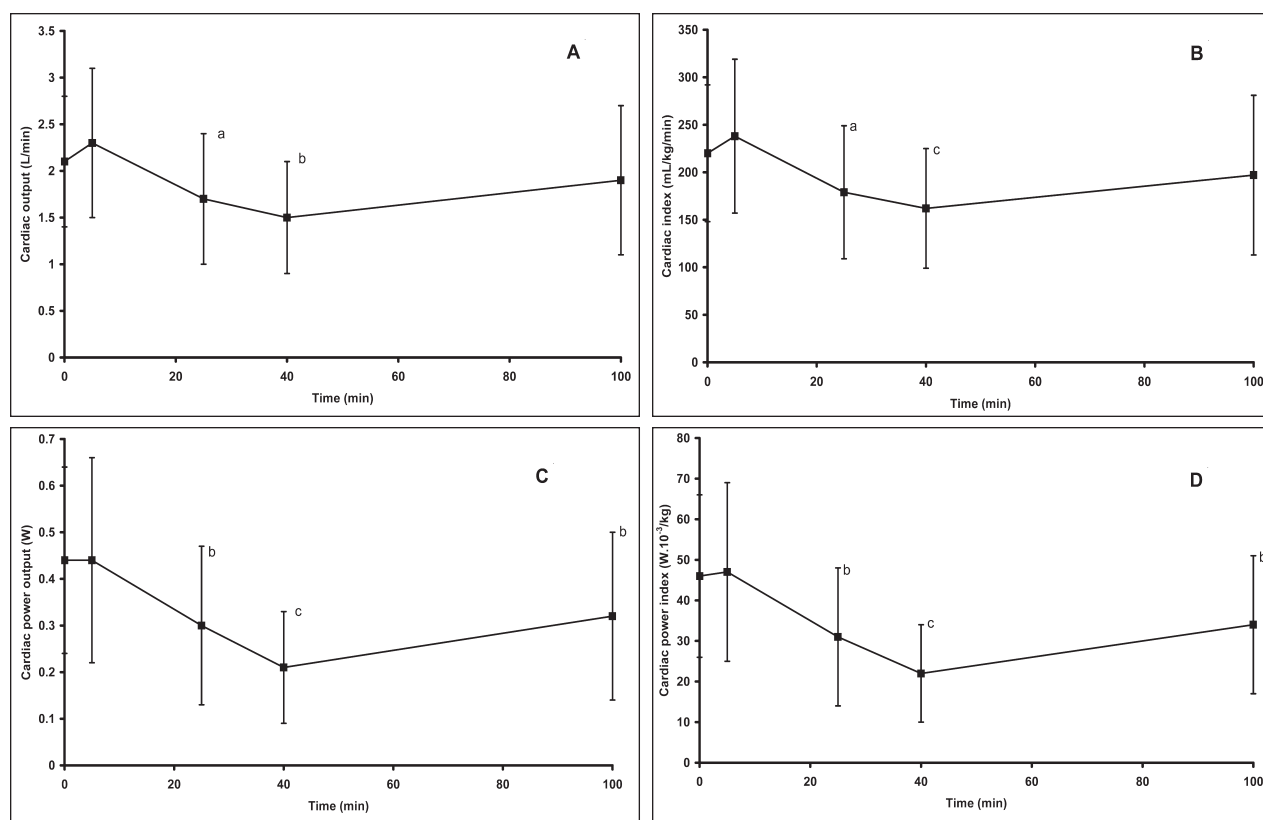 A
Cardiac output (L/min)
3.5
3
2.5
2
1.5
1
0.5
0
a
b
0 20 40 60 80 100
Time (min)
B
Cardiac index (mL/kg/min)
350
300
250
200
150
100
50
0
a
c
0 20 40 60 80 100
Time (min)
C
Cardiac power output (W)
0.7
0.6
0.5
0.4
0.3
0.2
0.1
0
b
c
b
0 20 40 60 80 100
Time (min)
D
Cardiac power index (W.10⁻³/kg)
80
70
60
50
40
30
20
10
0
b
c
b
0 20 40 60 80 100
Time (min)